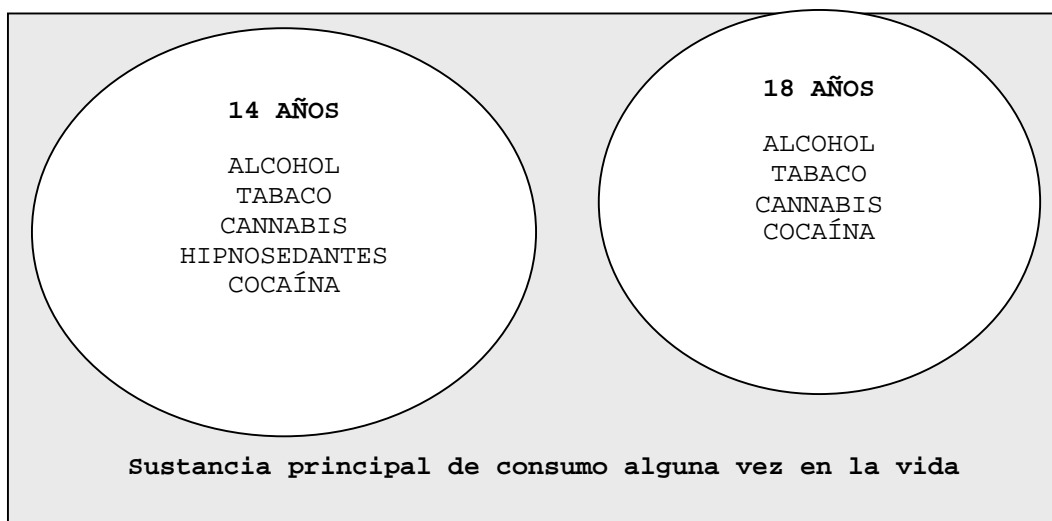 14 AÑOS
ALCOHOL
TABACO
CANNABIS
HIPNOSEDANTES
COCAÍNA
18 AÑOS
ALCOHOL
TABACO
CANNABIS
COCAÍNA
Sustancia principal de consumo alguna vez en la vida